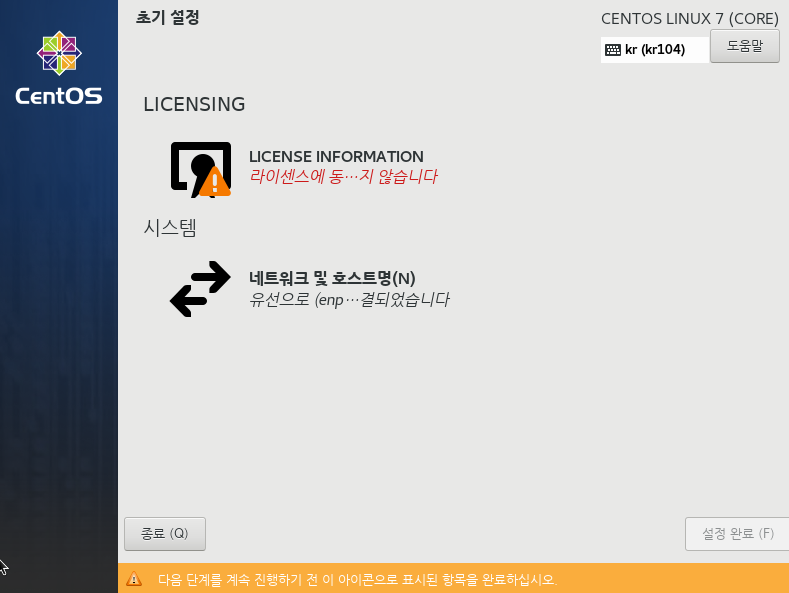 초기 설정
CENTOS LINUX 7 (CORE)
kr (kr104)
도움말
CentOS
LICENSING
LICENSE INFORMATION
라이센스에 동…지 않습니다
시스템
네트워크 및 호스트명(N)
유선으로 (enp…결되었습니다
종료 (Q)
설정 완료 (F)
다음 단계를 계속 진행하기 전 이 아이콘으로 표시된 항목을 완료하십시오.